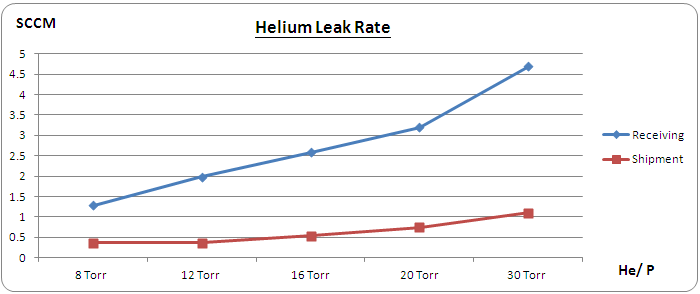 SCCM
Helium Leak Rate
5
4.5
4
3.5
3
2.5
2
1.5
1
0.5
0
8 Torr 12 Torr 16 Torr 20 Torr 30 Torr
He/ P
Receiving
Shipment